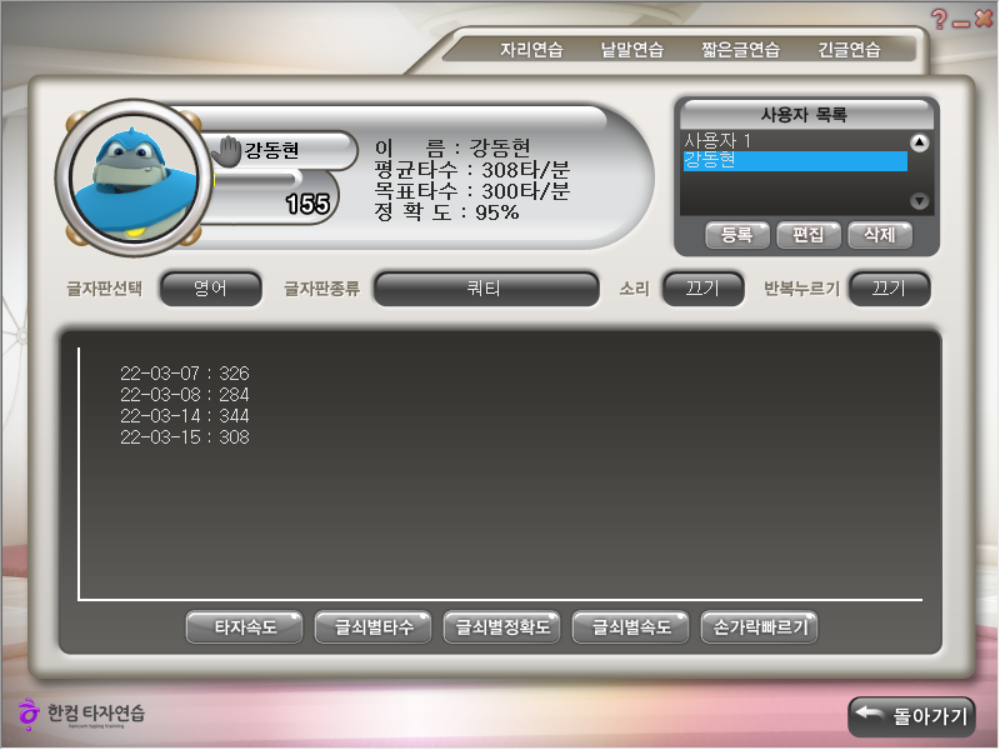 자리연습 낱말연습 짧은글연습 긴글연습
강동현
155
이 름 : 강동현
평균타수 : 308타/분
목표타수 : 300타/분
정 확 도 : 95%
사용자 목록
사용자 1
강동현
등록 편집 삭제
글자판선택 영어 글자판종류 쿼티 소리 끄기 반복누르기 끄기
22-03-07 : 326
22-03-08 : 284
22-03-14 : 344
22-03-15 : 308
타자속도 글쇠별타수 글쇠별정확도 글쇠별속도 손가락빠르기
한컴 타자연습
Hancom typing training
돌아가기